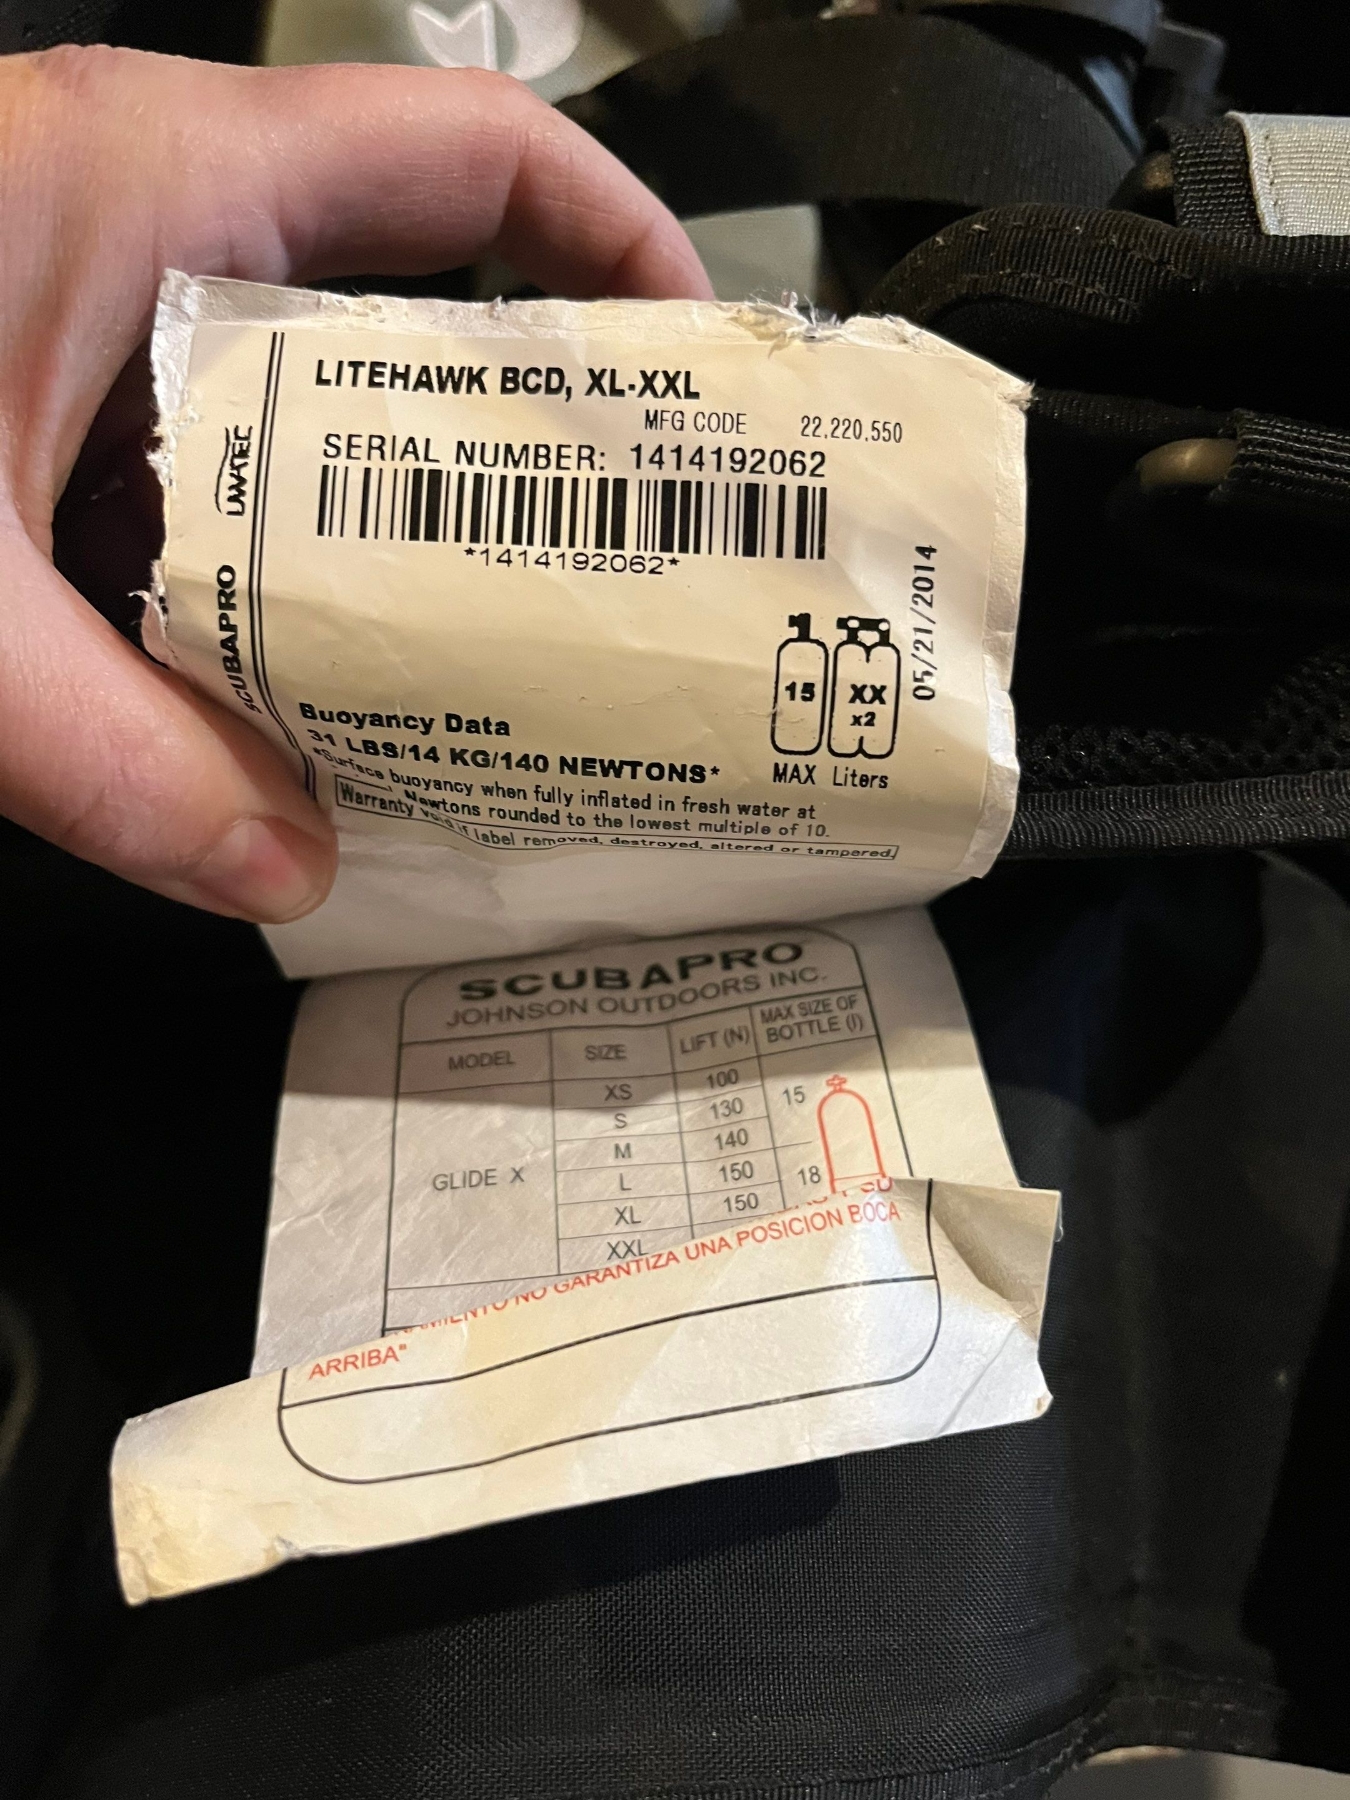 LITEHAWK BCD, XL-XXL
MFG CODE 22,220,550
SERIAL NUMBER: 1414192062
*1414192062*
UWATEC
SCUBAPRO
05/21/2014
15 XX
x2
MAX Liters
Buoyancy Data
31 LBS/14 KG/140 NEWTONS*
*Surface buoyancy when fully inflated in fresh water at
Newtons rounded to the lowest multiple of 10.
Warranty void if label removed, destroyed, altered or tampered.
SCUBAPRO
JOHNSON OUTDOORS INC.
MODEL SIZE LIFT (N) MAX SIZE OF
BOTTLE (l)
XS 100
S 130 15
M 140
GLIDE X L 150 18
XL 150
XXL
NO GARANTIZA UNA POSICION BOCA
ARRIBA"